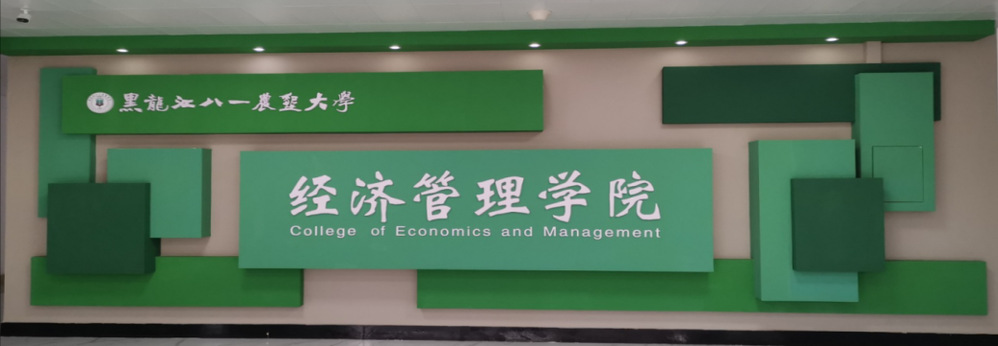 黑龍江八一農墾大學
经济管理学院
College of Economics and Management